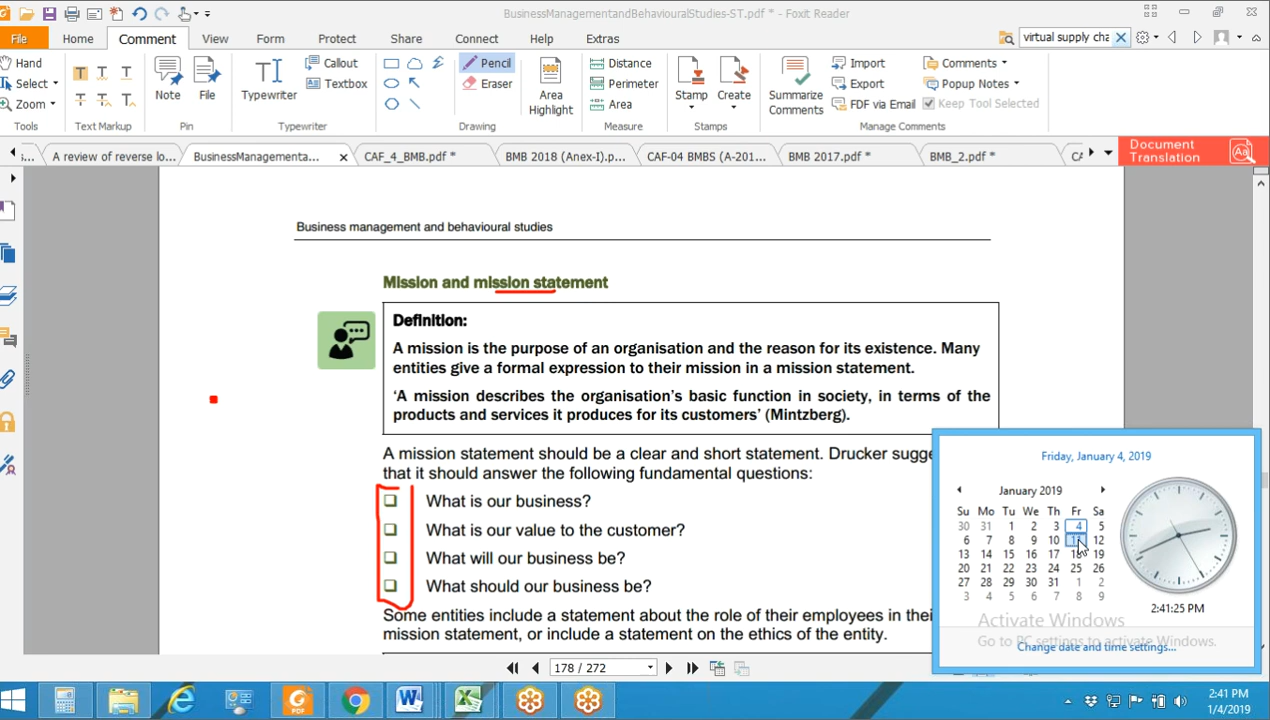 BusinessManagementandBehaviouralStudies-ST.pdf * - Foxit Reader
File Home Comment View Form Protect Share Connect Help Extras
virtual supply cha
Hand
Select
Zoom
Tools
T T T
T T T
Text Markup
Note
File
Pin
Typewriter
Callout
Textbox
Typewriter
Pencil
Eraser
Area
Highlight
Drawing
Distance
Perimeter
Area
Measure
Stamp
Create
Stamps
Summarize
Comments
Import
Export
FDF via Email
Comments
Popup Notes
Keep Tool Selected
Manage Comments
...
A review of reverse lo...
BusinessManagementa...
CAF_4_BMB.pdf *
BMB 2018 (Anex-I).p...
CAF-04 BMBS (A-201...
BMB 2017.pdf *
BMB_2.pdf *
Document
Translation
Business management and behavioural studies
Mission and mission statement
Definition:
A mission is the purpose of an organisation and the reason for its existence. Many
entities give a formal expression to their mission in a mission statement.
‘A mission describes the organisation’s basic function in society, in terms of the
products and services it produces for its customers’ (Mintzberg).
A mission statement should be a clear and short statement. Drucker sugge
that it should answer the following fundamental questions:
What is our business?
What is our value to the customer?
What will our business be?
What should our business be?
Some entities include a statement about the role of their employees in thei
mission statement, or include a statement on the ethics of the entity.
Friday, January 4, 2019
January 2019
Su Mo Tu We Th Fr Sa
30 31 1 2 3 4 5
6 7 8 9 10 11 12
13 14 15 16 17 18 19
20 21 22 23 24 25 26
27 28 29 30 31 1 2
3 4 5 6 7 8 9
2:41:25 PM
Activate Windows
Go to PC settings to activate Windows.
Change date and time settings...
178 / 272
2:41 PM
1/4/2019